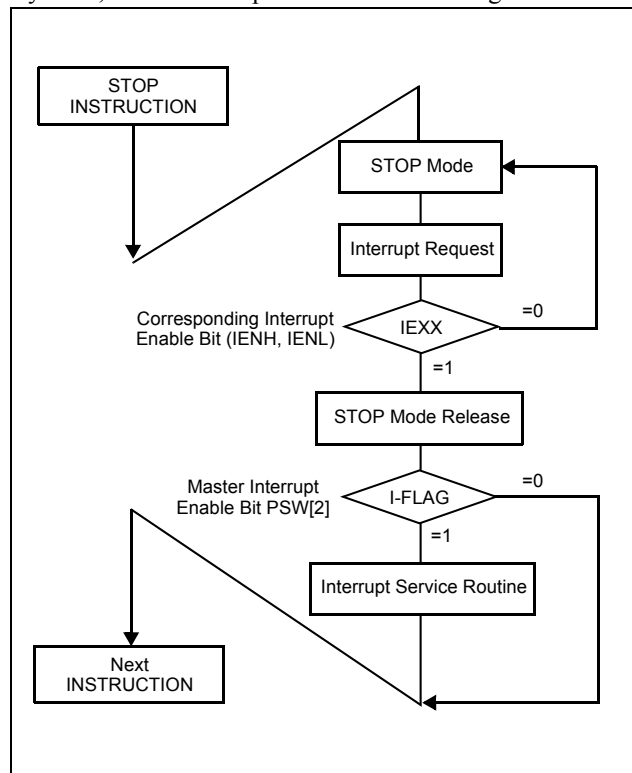 STOP
INSTRUCTION
STOP Mode
Interrupt Request
Corresponding Interrupt
Enable Bit (IENH, IENL)
IEXX
=0
=1
STOP Mode Release
Master Interrupt
Enable Bit PSW[2]
I-FLAG
=0
=1
Interrupt Service Routine
Next
INSTRUCTION